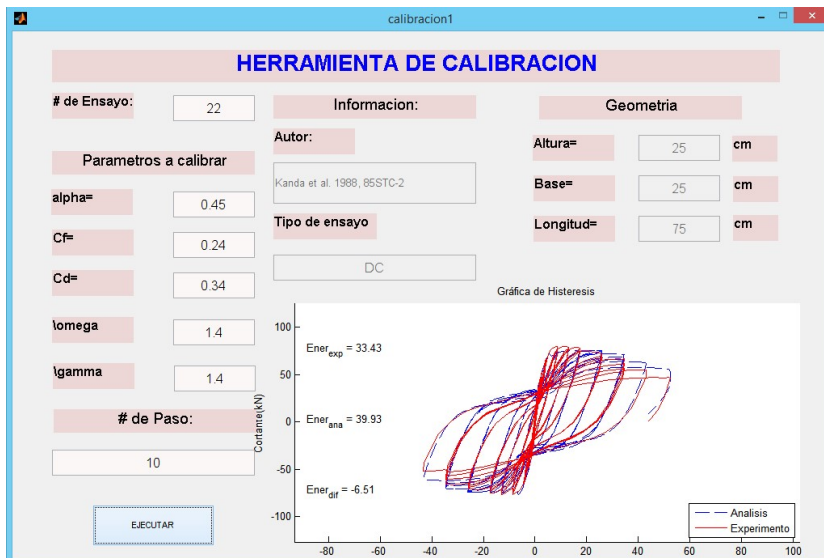 calibracion1
HERRAMIENTA DE CALIBRACION
# de Ensayo:
22
Parametros a calibrar
alpha=
0.45
Cf=
0.24
Cd=
0.34
\omega
1.4
\gamma
1.4
# de Paso:
10
EJECUTAR
Informacion:
Autor:
Kanda et al. 1988, 85STC-2
Tipo de ensayo
DC
Geometria
Altura=
25
cm
Base=
25
cm
Longitud=
75
cm
Gráfica de Histeresis
Cortante(kN)
100
50
0
-50
-100
Ener_exp = 33.43
Ener_ana = 39.93
Ener_dif = -6.51
Analisis
Experimento
-80 -60 -40 -20 0 20 40 60 80 100